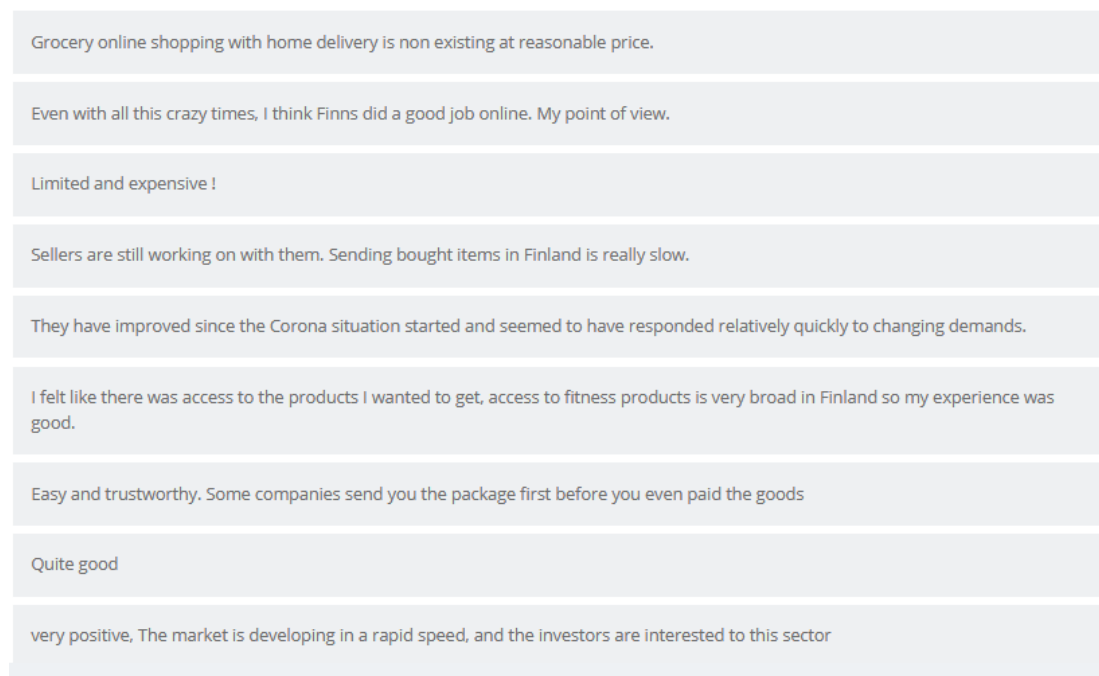 Grocery online shopping with home delivery is non existing at reasonable price.
Even with all this crazy times, I think Finns did a good job online. My point of view.
Limited and expensive !
Sellers are still working on with them. Sending bought items in Finland is really slow.
They have improved since the Corona situation started and seemed to have responded relatively quickly to changing demands.
I felt like there was access to the products I wanted to get, access to fitness products is very broad in Finland so my experience was
good.
Easy and trustworthy. Some companies send you the package first before you even paid the goods
Quite good
very positive, The market is developing in a rapid speed, and the investors are interested to this sector